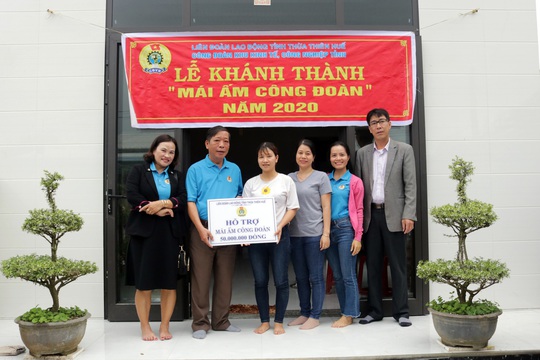 LIÊN ĐOÀN LAO ĐỘNG TỈNH THỪA THIÊN HUẾ
CÔNG ĐOÀN KHU KINH TẾ, CÔNG NGHIỆP TỈNH
LỄ KHÁNH THÀNH
"MÁI ẤM CÔNG ĐOÀN"
NĂM 2020
HỖ TRỢ
MÁI ẤM CÔNG ĐOÀN
50.000.000 ĐỒNG